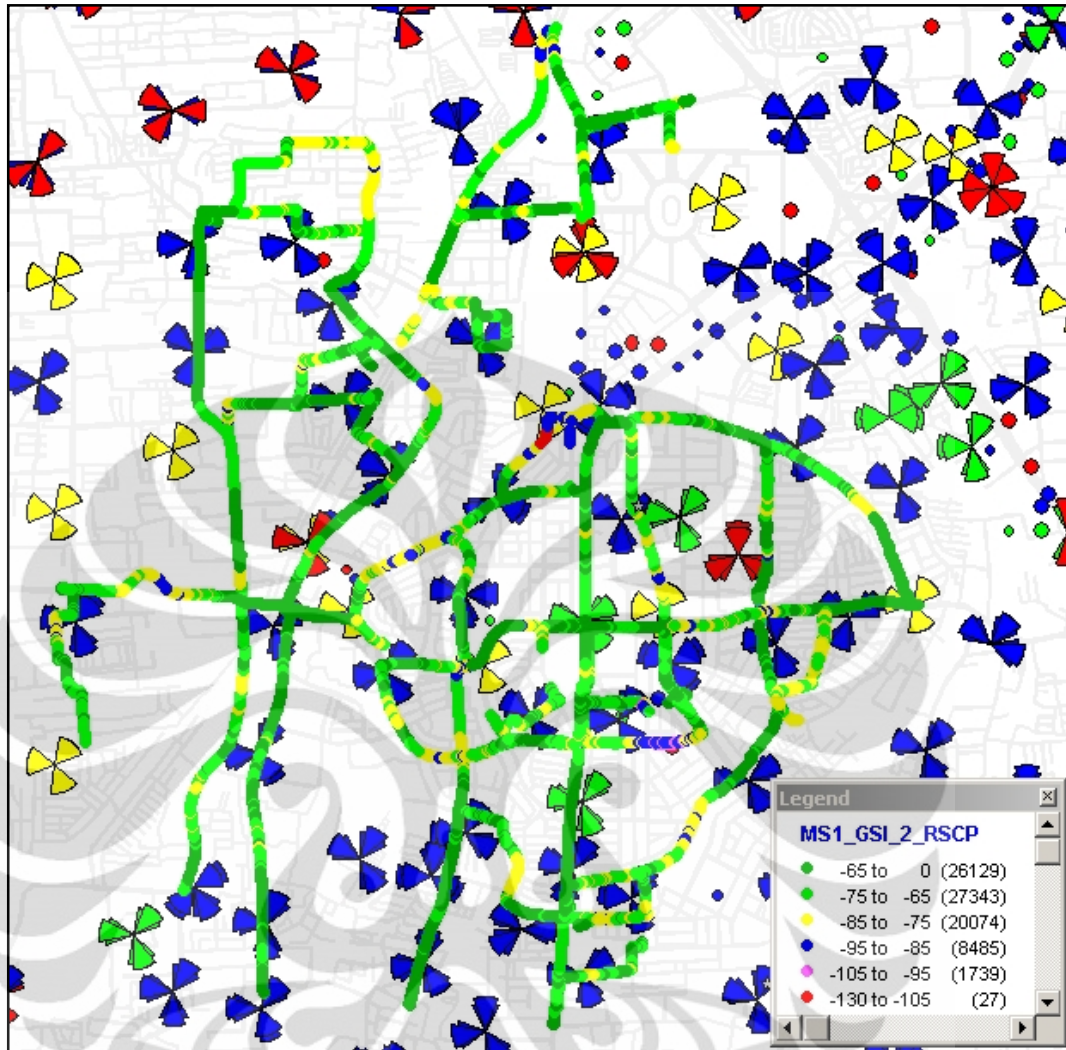 Legend
MS1_GSI_2_RSCP
-65 to 0 (26129)
-75 to -65 (27343)
-85 to -75 (20074)
-95 to -85 (8485)
-105 to -95 (1739)
-130 to -105 (27)